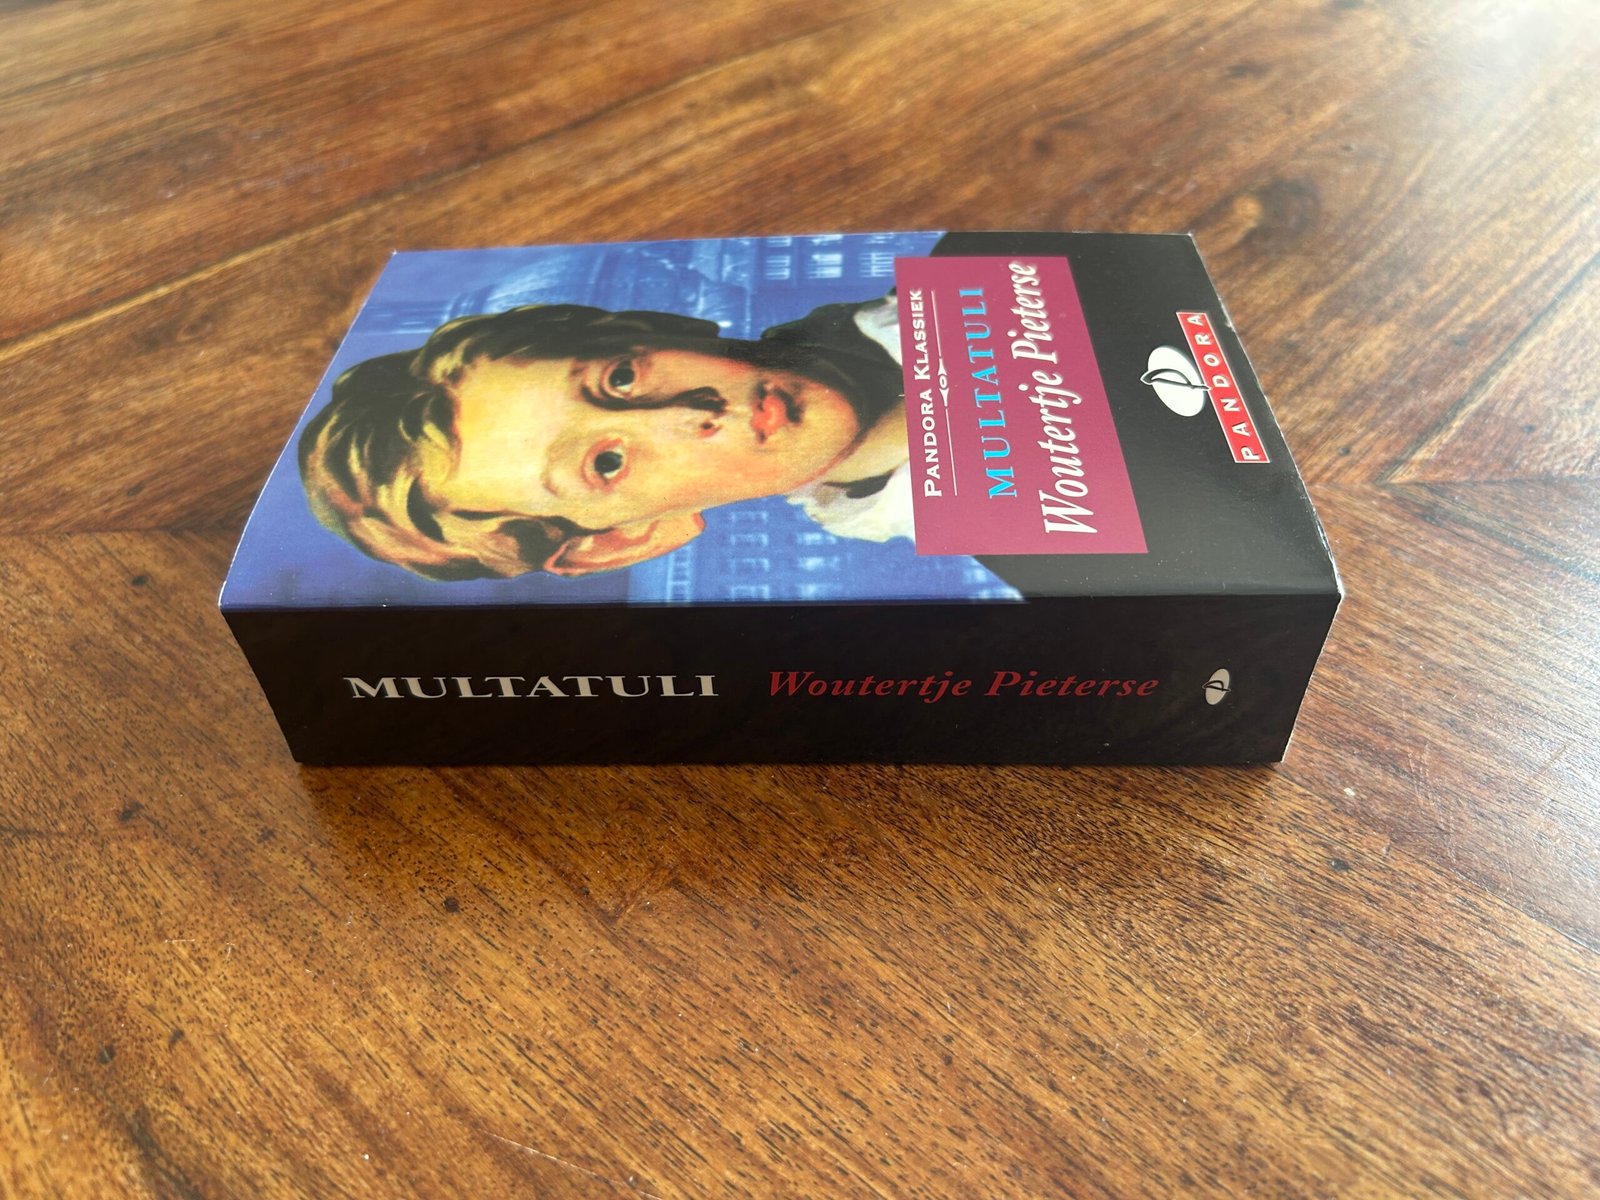 PANDORA KLASSIEK
MULTATULI
Woutertje Pieterse
PANDORA
MULTATULI Woutertje Pieterse